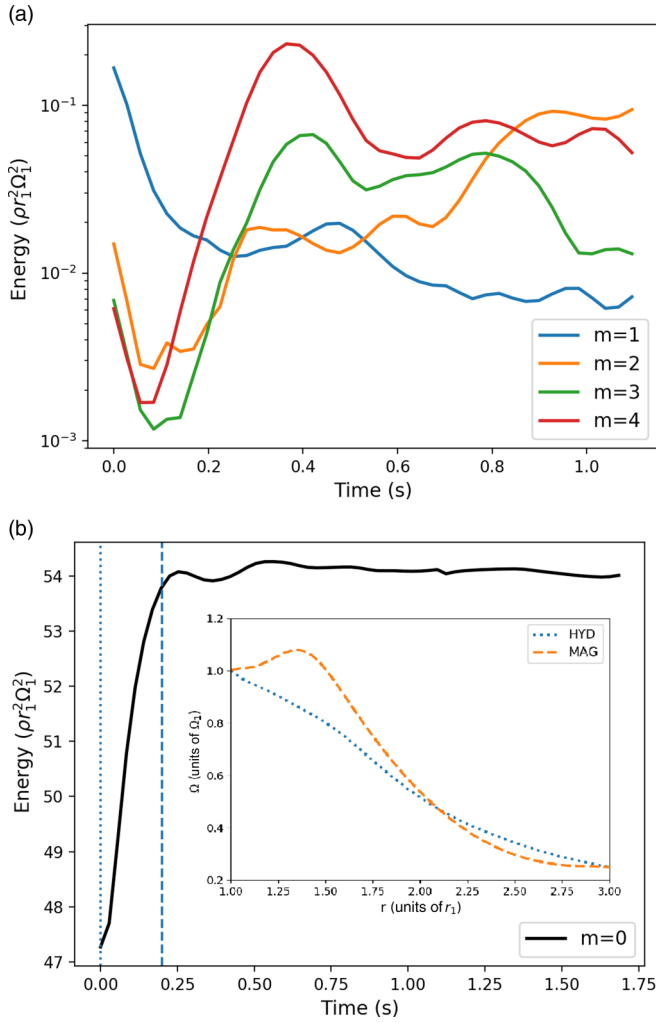 (a)
Energy (ρr₁²Ω₁²)
10⁻¹
10⁻²
10⁻³
0.0 0.2 0.4 0.6 0.8 1.0
Time (s)
m=1
m=2
m=3
m=4
(b)
Energy (ρr₁²Ω₁²)
54
53
52
51
50
49
48
47
0.00 0.25 0.50 0.75 1.00 1.25 1.50 1.75
Time (s)
m=0
Ω (units of Ω₁)
1.2
1.0
0.8
0.6
0.4
0.2
1.00 1.25 1.50 1.75 2.00 2.25 2.50 2.75 3.00
r (units of r₁)
HYD
MAG